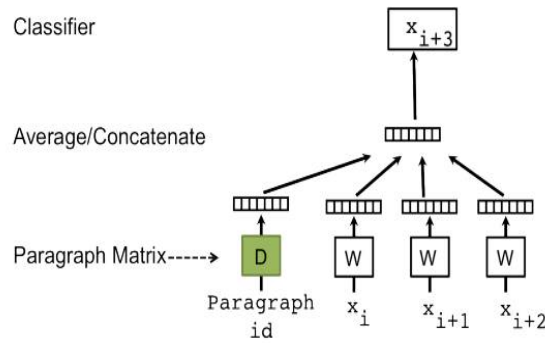 Classifier
x_{i+3}
Average/Concatenate
Paragraph Matrix
D
W
W
W
Paragraph
id
x_i
x_{i+1}
x_{i+2}